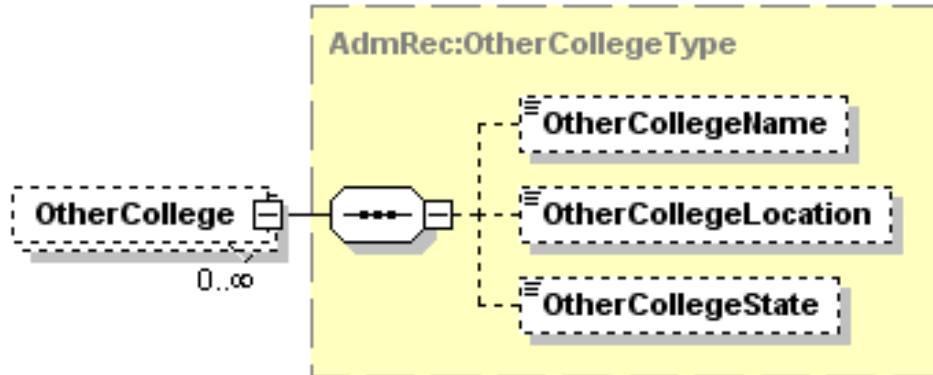 AdmRec:OtherCollegeType
OtherCollegeName
OtherCollege
OtherCollegeLocation
0..∞
OtherCollegeState